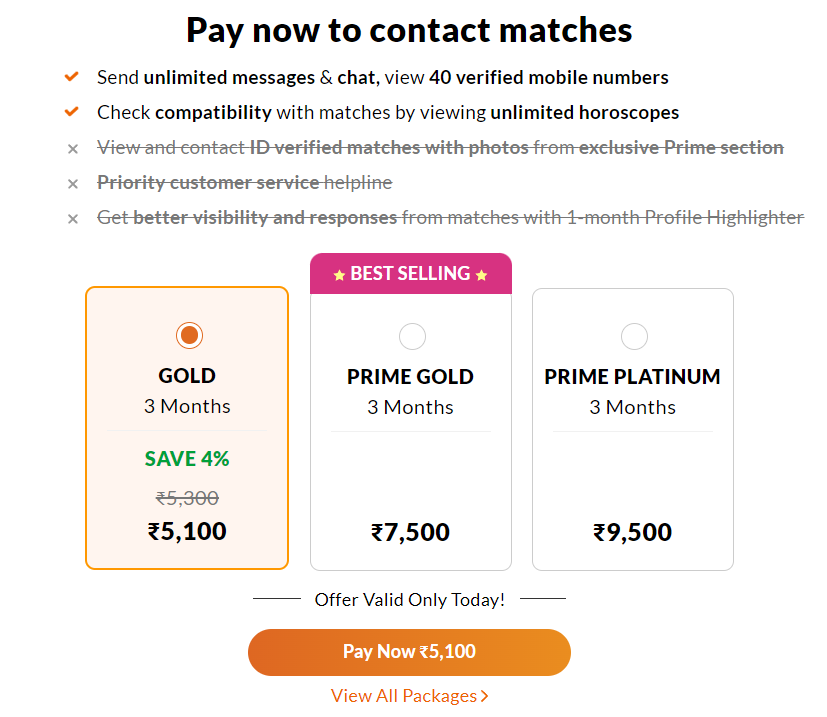 Pay now to contact matches
Send unlimited messages & chat, view 40 verified mobile numbers
Check compatibility with matches by viewing unlimited horoscopes
View and contact ID verified matches with photos from exclusive Prime section
Priority customer service helpline
Get better visibility and responses from matches with 1-month Profile Highlighter
BEST SELLING
GOLD
3 Months
SAVE 4%
₹5,300
₹5,100
PRIME GOLD
3 Months
₹7,500
PRIME PLATINUM
3 Months
₹9,500
Offer Valid Only Today!
Pay Now ₹5,100
View All Packages